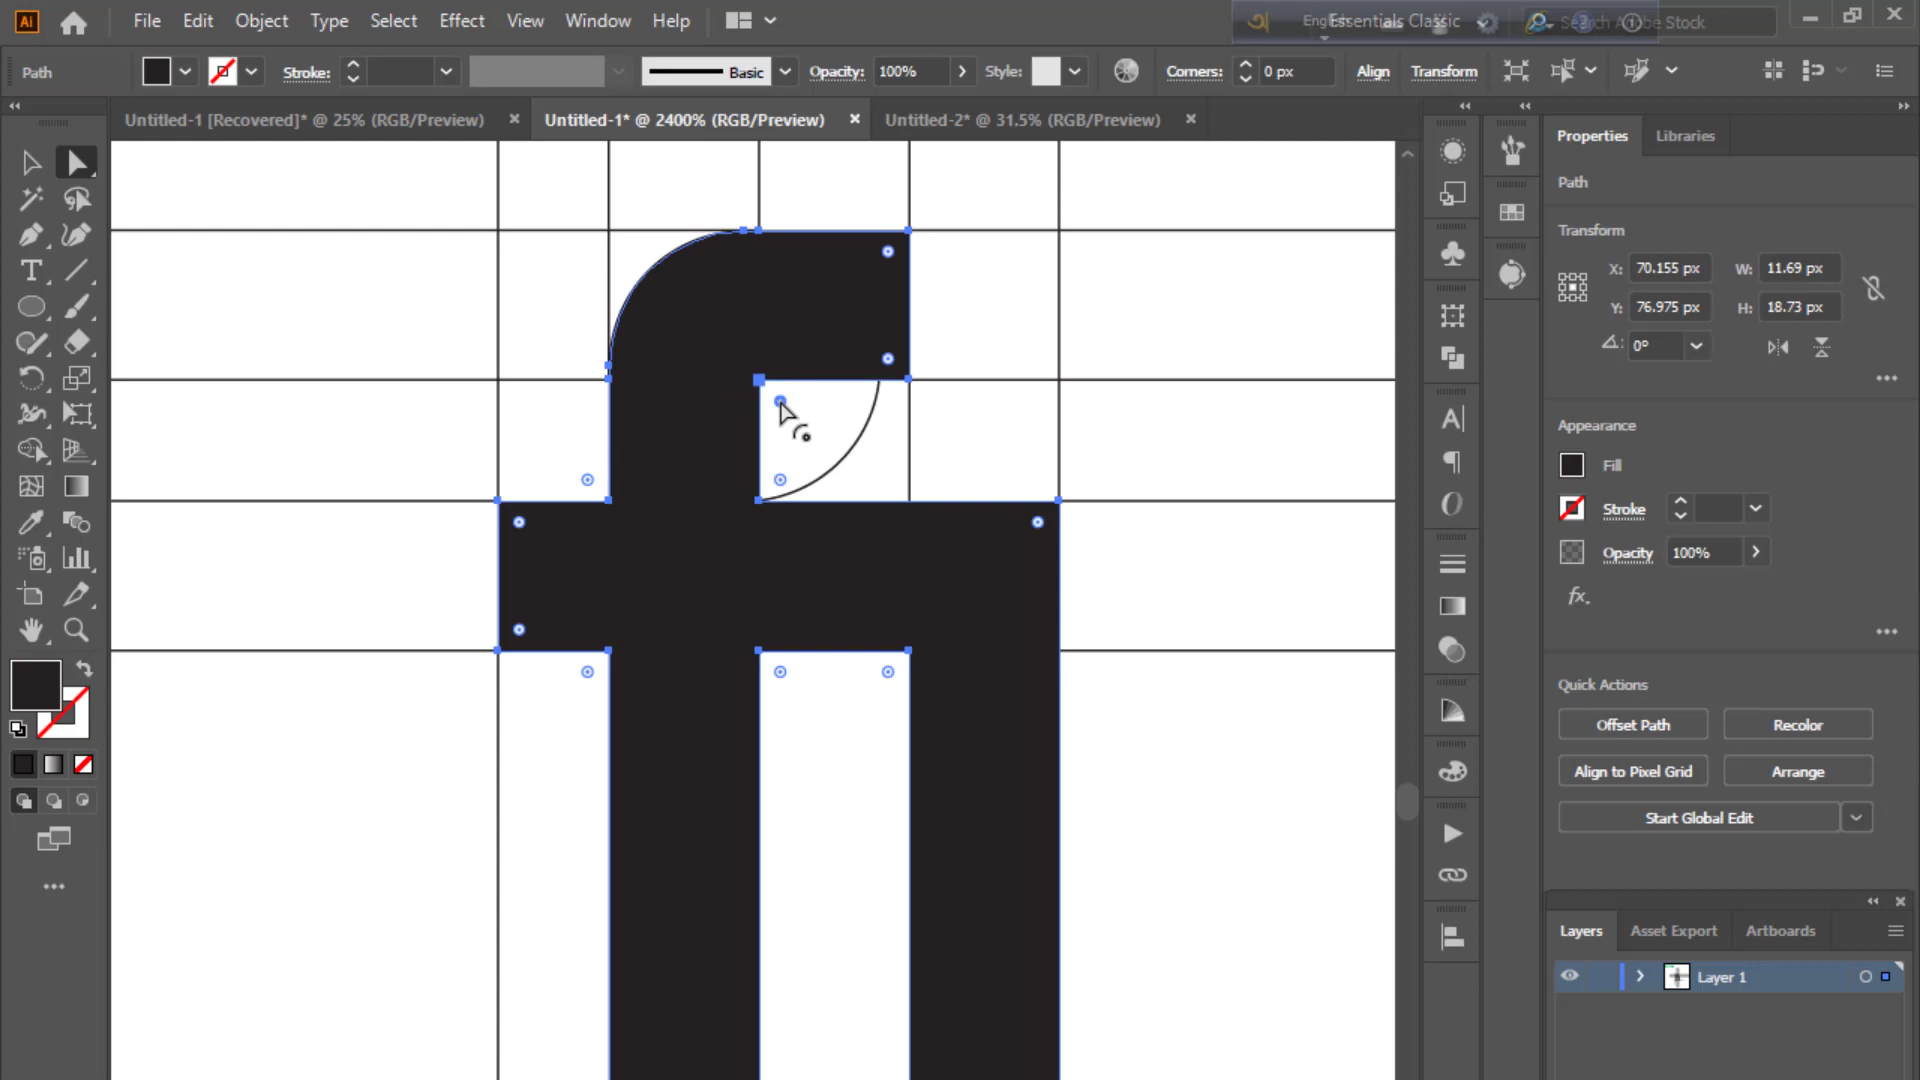 Ai File Edit Object Type Select Effect View Window Help English Essentials Classic Search Adobe Stock
Path Stroke: Basic Opacity: 100% Style: Corners: 0 px Align Transform
Untitled-1 [Recovered]* @ 25% (RGB/Preview) Untitled-1* @ 2400% (RGB/Preview) Untitled-2* @ 31.5% (RGB/Preview)
Properties Libraries
Path
Transform
X: 70.155 px W: 11.69 px
Y: 76.975 px H: 18.73 px
0°
Appearance
Fill
Stroke
Opacity 100%
fx.
Quick Actions
Offset Path Recolor
Align to Pixel Grid Arrange
Start Global Edit
Layers Asset Export Artboards
Layer 1